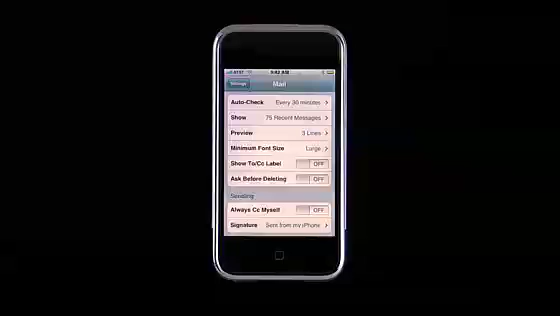 AT&T 9:42 AM
Settings Mail
Auto-Check Every 30 minutes
Show 75 Recent Messages
Preview 3 Lines
Minimum Font Size Large
Show To/Cc Label OFF
Ask Before Deleting OFF
Sending
Always Cc Myself OFF
Signature Sent from my iPhone